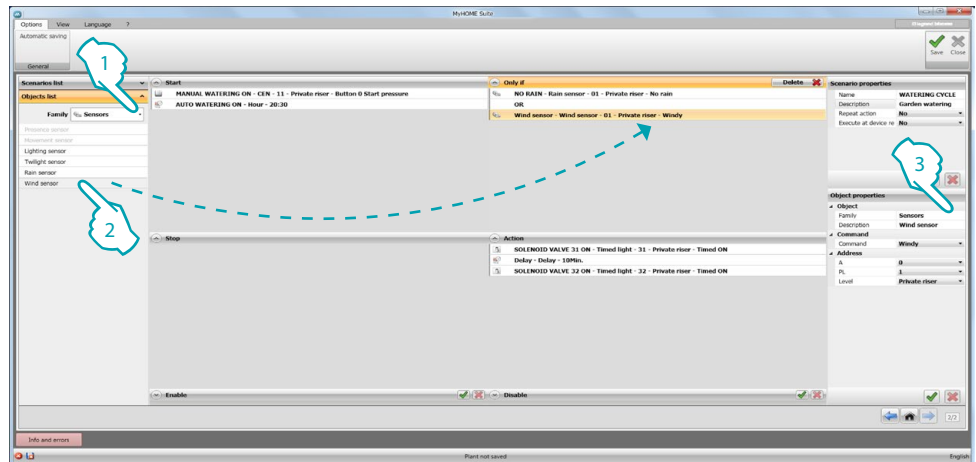 MyHOME Suite
Options View Language ?
Automatic saving
General
Save Close
1
Scenarios list
Objects list
Family Sensors
Presence sensor
Movement sensor
Lighting sensor
Twilight sensor
Rain sensor
Wind sensor
2
Start
MANUAL WATERING ON - CEN - 11 - Private riser - Button 0 Start pressure
AUTO WATERING ON - Hour - 20:30
Only if Delete
NO RAIN - Rain sensor - 01 - Private riser - No rain
OR
Wind sensor - Wind sensor - 01 - Private riser - Windy
Stop
Action
SOLENOID VALVE 31 ON - Timed light - 31 - Private riser - Timed ON
Delay - Delay - 10Min.
SOLENOID VALVE 32 ON - Timed light - 32 - Private riser - Timed ON
Enable
Disable
Scenario properties
Name WATERING CYCLE
Description Garden watering
Repeat action No
Execute at device re No
3
Object properties
Object
Family Sensors
Description Wind sensor
Command
Command Windy
Address
A 0
PL 1
Level Private riser
2/2
Info and errors
Plant not saved
English